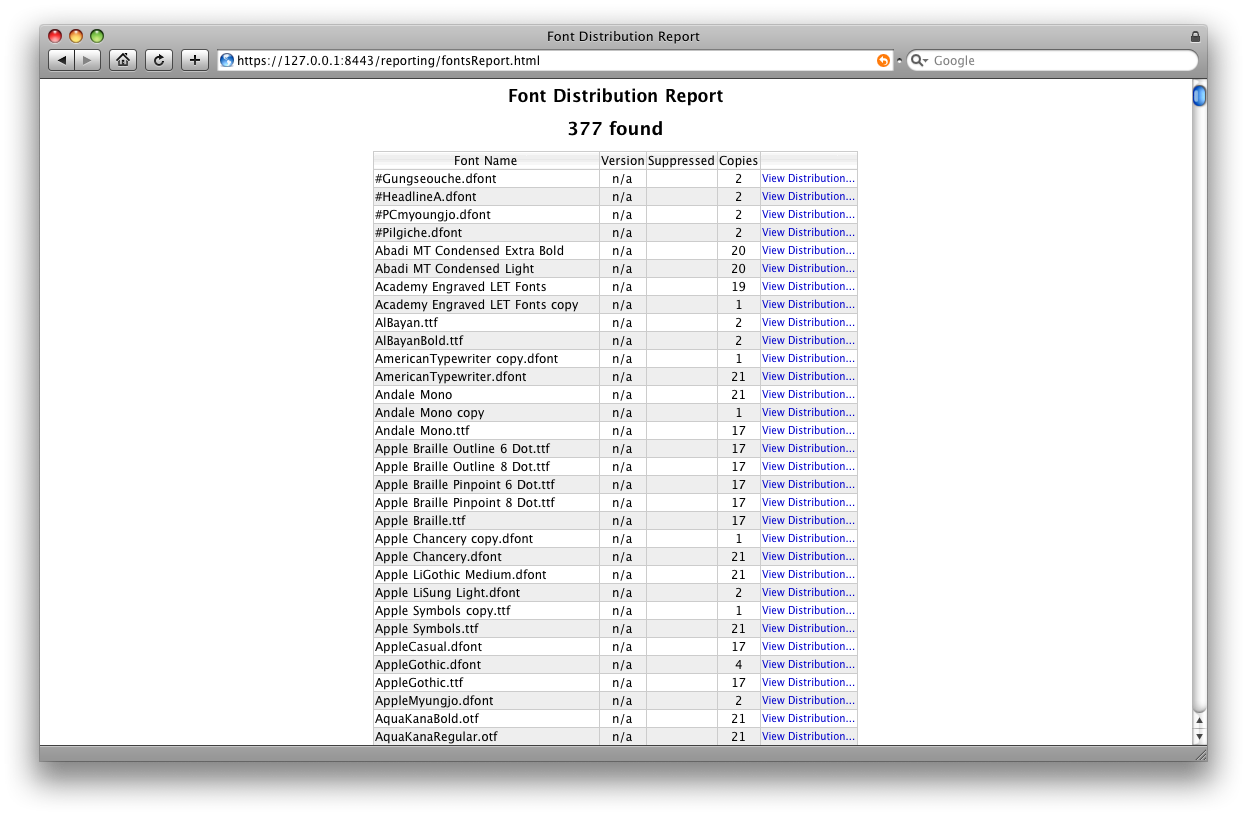 Font Distribution Report
https://127.0.0.1:8443/reporting/fontsReport.html Google
Font Distribution Report
377 found
Font Name Version Suppressed Copies
#Gungseouche.dfont n/a 2 View Distribution...
#HeadlineA.dfont n/a 2 View Distribution...
#PCmyoungjo.dfont n/a 2 View Distribution...
#Pilgiche.dfont n/a 2 View Distribution...
Abadi MT Condensed Extra Bold n/a 20 View Distribution...
Abadi MT Condensed Light n/a 20 View Distribution...
Academy Engraved LET Fonts n/a 19 View Distribution...
Academy Engraved LET Fonts copy n/a 1 View Distribution...
AlBayan.ttf n/a 2 View Distribution...
AlBayanBold.ttf n/a 2 View Distribution...
AmericanTypewriter copy.dfont n/a 1 View Distribution...
AmericanTypewriter.dfont n/a 21 View Distribution...
Andale Mono n/a 21 View Distribution...
Andale Mono copy n/a 1 View Distribution...
Andale Mono.ttf n/a 17 View Distribution...
Apple Braille Outline 6 Dot.ttf n/a 17 View Distribution...
Apple Braille Outline 8 Dot.ttf n/a 17 View Distribution...
Apple Braille Pinpoint 6 Dot.ttf n/a 17 View Distribution...
Apple Braille Pinpoint 8 Dot.ttf n/a 17 View Distribution...
Apple Braille.ttf n/a 17 View Distribution...
Apple Chancery copy.dfont n/a 1 View Distribution...
Apple Chancery.dfont n/a 21 View Distribution...
Apple LiGothic Medium.dfont n/a 21 View Distribution...
Apple LiSung Light.dfont n/a 2 View Distribution...
Apple Symbols copy.ttf n/a 1 View Distribution...
Apple Symbols.ttf n/a 21 View Distribution...
AppleCasual.dfont n/a 17 View Distribution...
AppleGothic.dfont n/a 4 View Distribution...
AppleGothic.ttf n/a 17 View Distribution...
AppleMyungjo.dfont n/a 2 View Distribution...
AquaKanaBold.otf n/a 21 View Distribution...
AquaKanaRegular.otf n/a 21 View Distribution...